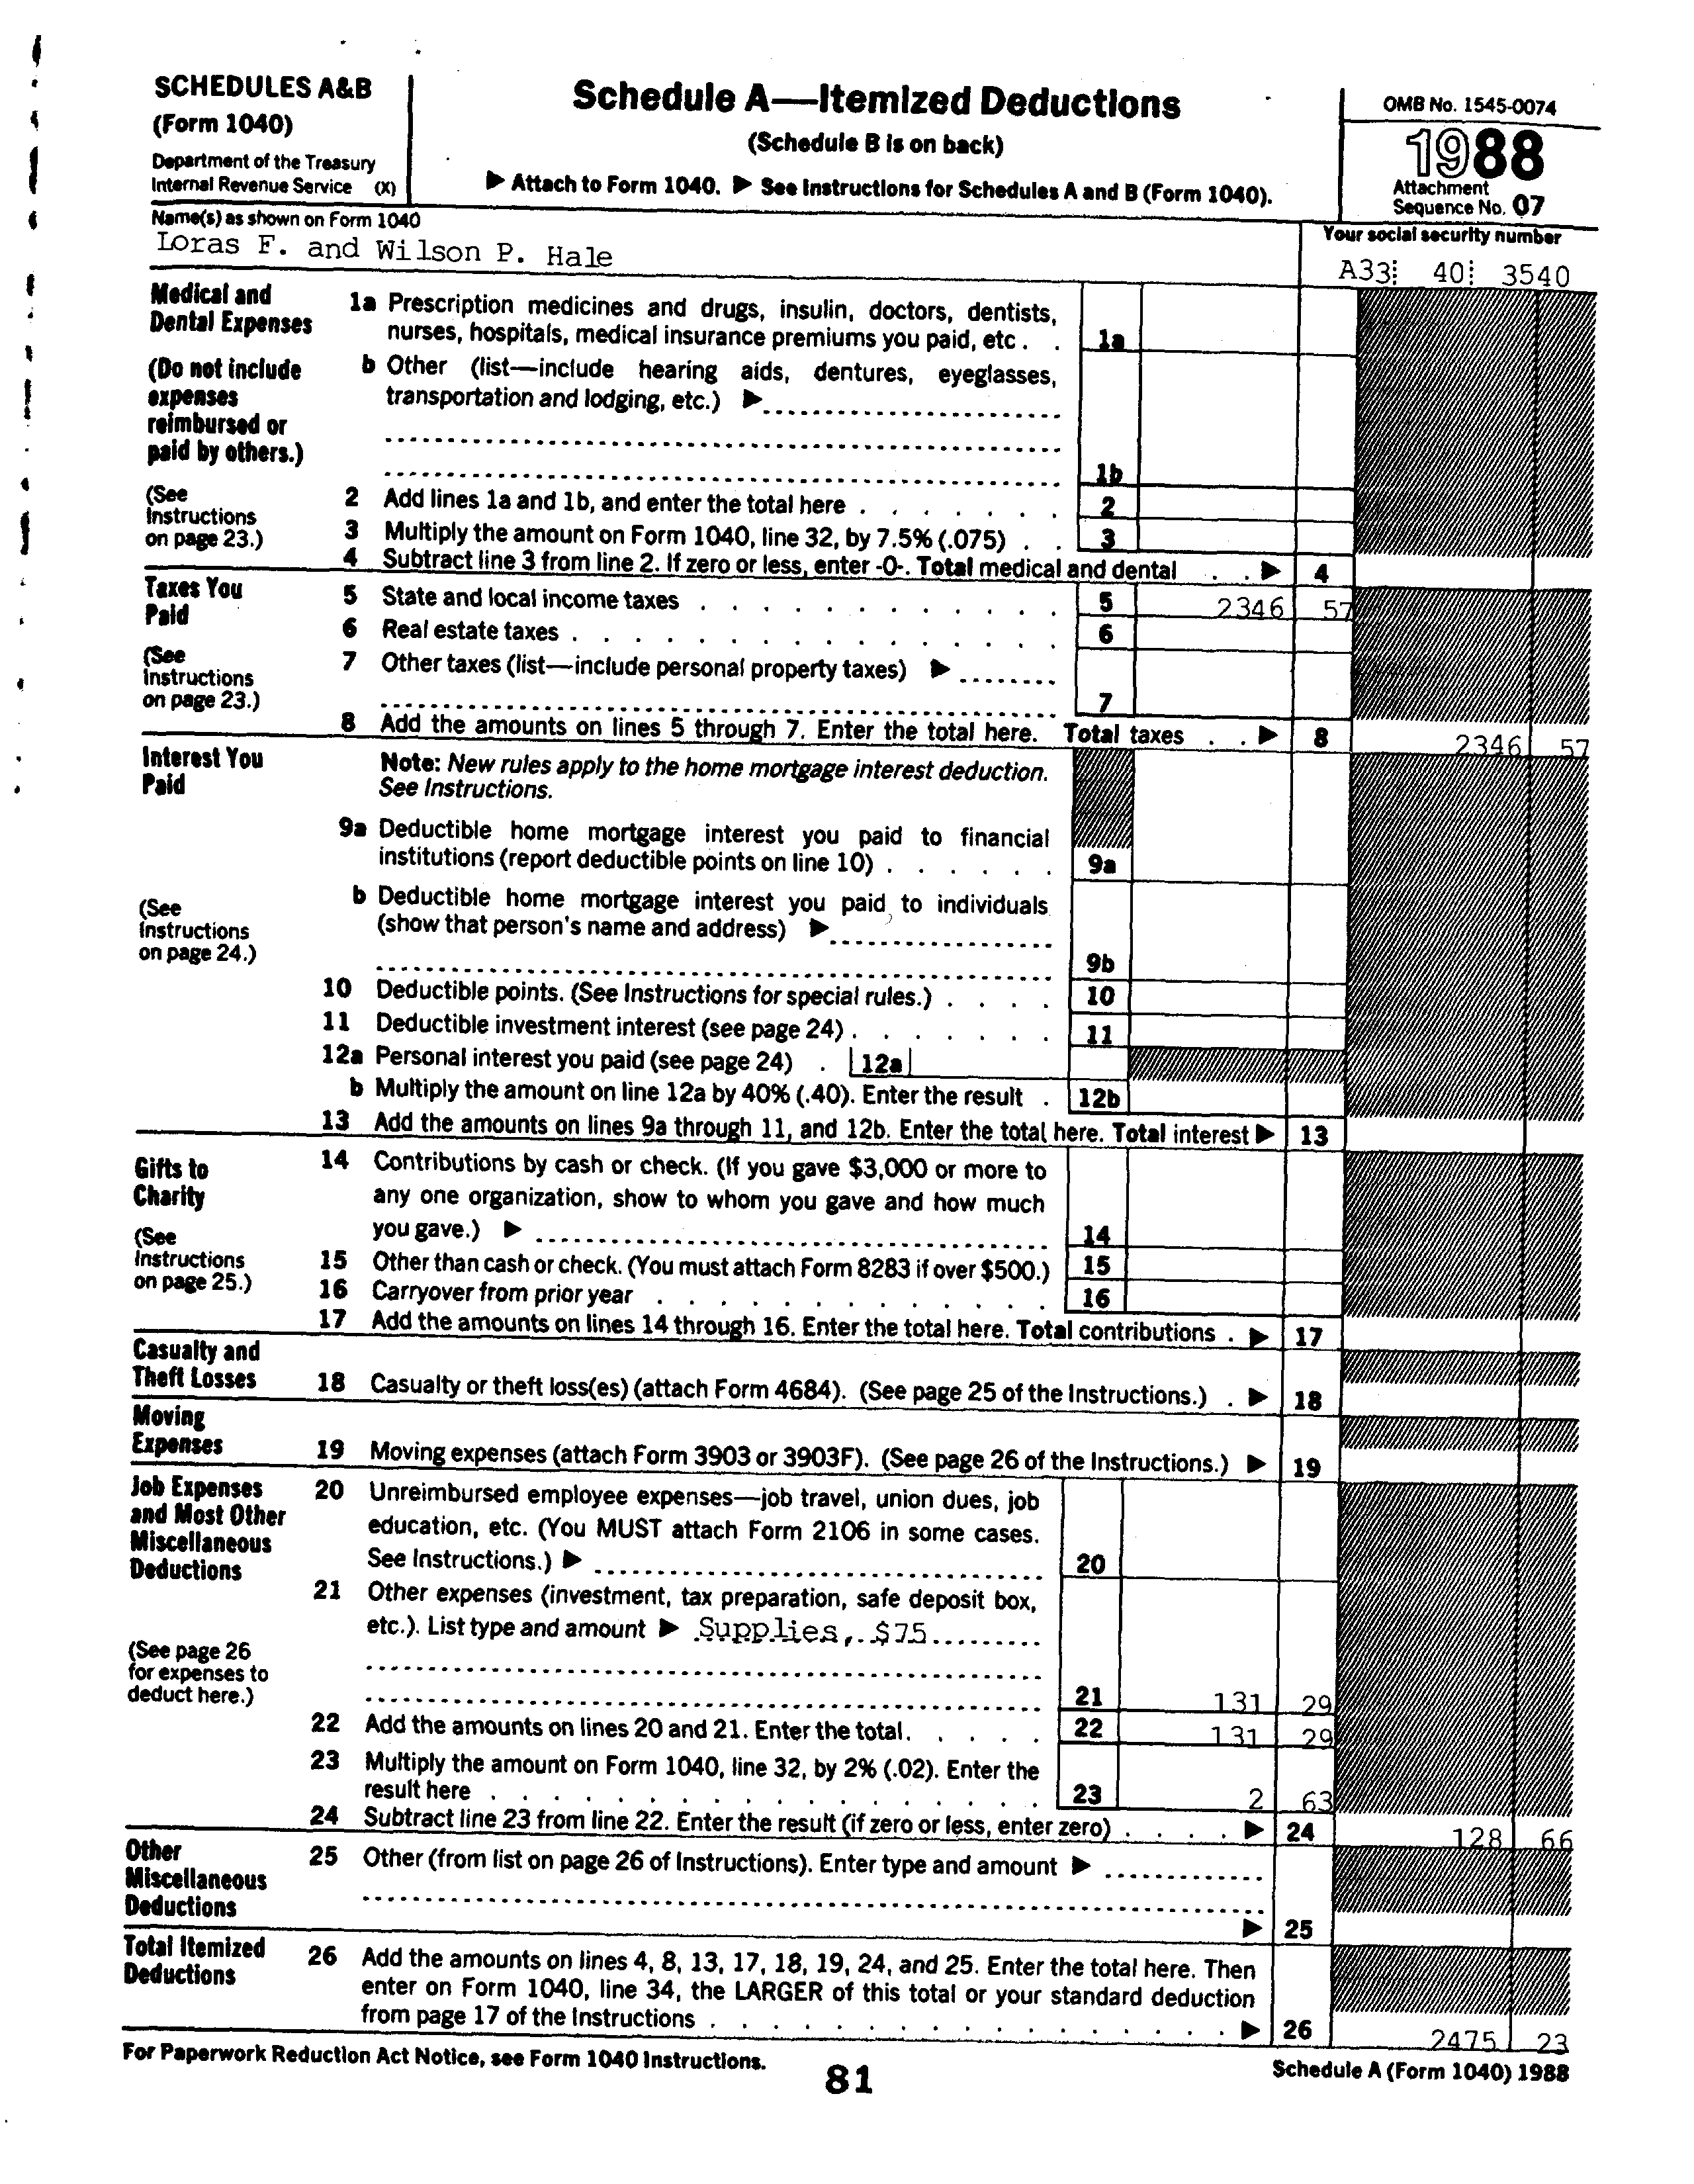 SCHEDULES A&B
(Form 1040)
Department of the Treasury
Internal Revenue Service (X)
Schedule A—Itemized Deductions
(Schedule B is on back)
▶ Attach to Form 1040. ▶ See Instructions for Schedules A and B (Form 1040).
OMB No. 1545-0074
1988
Attachment
Sequence No. 07
Name(s) as shown on Form 1040
Loras F. and Wilson P. Hale
Your social security number
A33 40 3540
Medical and
Dental Expenses
(Do not include
expenses
reimbursed or
paid by others.)
(See
Instructions
on page 23.)
1a Prescription medicines and drugs, insulin, doctors, dentists,
nurses, hospitals, medical insurance premiums you paid, etc . . 1a
b Other (list—include hearing aids, dentures, eyeglasses,
transportation and lodging, etc.) ▶
1b
2 Add lines 1a and 1b, and enter the total here . . . . . . . 2
3 Multiply the amount on Form 1040, line 32, by 7.5% (.075) . . 3
4 Subtract line 3 from line 2. If zero or less, enter -0-. Total medical and dental . . ▶ 4
Taxes You
Paid
(See
Instructions
on page 23.)
5 State and local income taxes . . . . . . . . . . . . 5 2346 57
6 Real estate taxes . . . . . . . . . . . . . . . . 6
7 Other taxes (list—include personal property taxes) ▶
7
8 Add the amounts on lines 5 through 7. Enter the total here. Total taxes . . ▶ 8 2346 57
Interest You
Paid
(See
Instructions
on page 24.)
Note: New rules apply to the home mortgage interest deduction.
See Instructions.
9a Deductible home mortgage interest you paid to financial
institutions (report deductible points on line 10) . . . . . . 9a
b Deductible home mortgage interest you paid to individuals
(show that person's name and address) ▶
9b
10 Deductible points. (See Instructions for special rules.) . . . . 10
11 Deductible investment interest (see page 24) . . . . . . . 11
12a Personal interest you paid (see page 24) . 12a
b Multiply the amount on line 12a by 40% (.40). Enter the result . 12b
13 Add the amounts on lines 9a through 11, and 12b. Enter the total here. Total interest ▶ 13
Gifts to
Charity
(See
Instructions
on page 25.)
14 Contributions by cash or check. (If you gave $3,000 or more to
any one organization, show to whom you gave and how much
you gave.) ▶ 14
15 Other than cash or check. (You must attach Form 8283 if over $500.) 15
16 Carryover from prior year . . . . . . . . . . . . . 16
17 Add the amounts on lines 14 through 16. Enter the total here. Total contributions . ▶ 17
Casualty and
Theft Losses
18 Casualty or theft loss(es) (attach Form 4684). (See page 25 of the Instructions.) . ▶ 18
Moving
Expenses
19 Moving expenses (attach Form 3903 or 3903F). (See page 26 of the Instructions.) ▶ 19
Job Expenses
and Most Other
Miscellaneous
Deductions
(See page 26
for expenses to
deduct here.)
20 Unreimbursed employee expenses—job travel, union dues, job
education, etc. (You MUST attach Form 2106 in some cases.
See Instructions.) ▶ 20
21 Other expenses (investment, tax preparation, safe deposit box,
etc.). List type and amount ▶ Supplies, $75
21 131 29
22 Add the amounts on lines 20 and 21. Enter the total. . . . . 22 131 29
23 Multiply the amount on Form 1040, line 32, by 2% (.02). Enter the
result here . . . . . . . . . . . . . . . . . . 23 2 63
24 Subtract line 23 from line 22. Enter the result (if zero or less, enter zero) . . . . ▶ 24 128 66
Other
Miscellaneous
Deductions
25 Other (from list on page 26 of Instructions). Enter type and amount ▶
▶ 25
Total Itemized
Deductions
26 Add the amounts on lines 4, 8, 13, 17, 18, 19, 24, and 25. Enter the total here. Then
enter on Form 1040, line 34, the LARGER of this total or your standard deduction
from page 17 of the Instructions . . . . . . . . . . . . . . . . ▶ 26 2475 23
For Paperwork Reduction Act Notice, see Form 1040 Instructions.
81
Schedule A (Form 1040) 1988